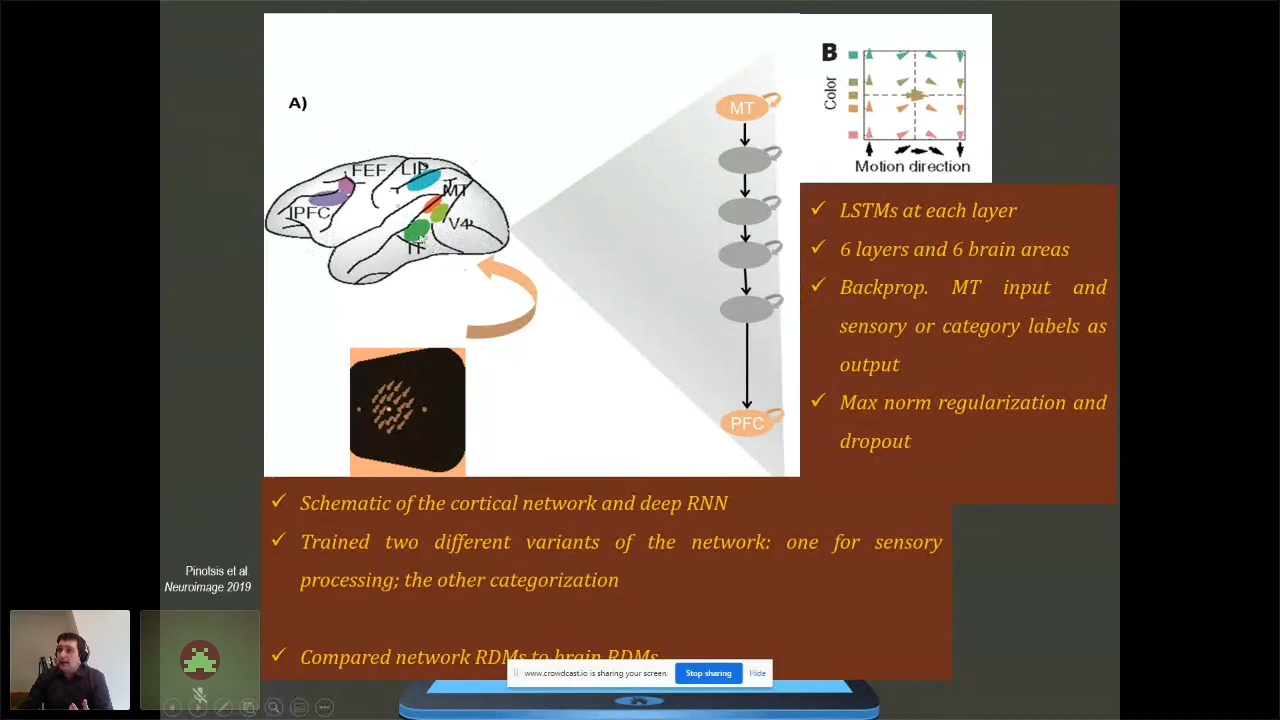 A)
FEF
LIP
MT
lPFC
V4
IT
MT
PFC
B
Color
Motion direction
✓ LSTMs at each layer
✓ 6 layers and 6 brain areas
✓ Backprop. MT input and
sensory or category labels as
output
✓ Max norm regularization and
dropout
✓ Schematic of the cortical network and deep RNN
✓ Trained two different variants of the network: one for sensory
processing; the other categorization
✓ Compared network RDMs to brain RDMs
Pinotsis et al.
Neuroimage 2019
www.crowdcast.io is sharing your screen.
Stop sharing
Hide